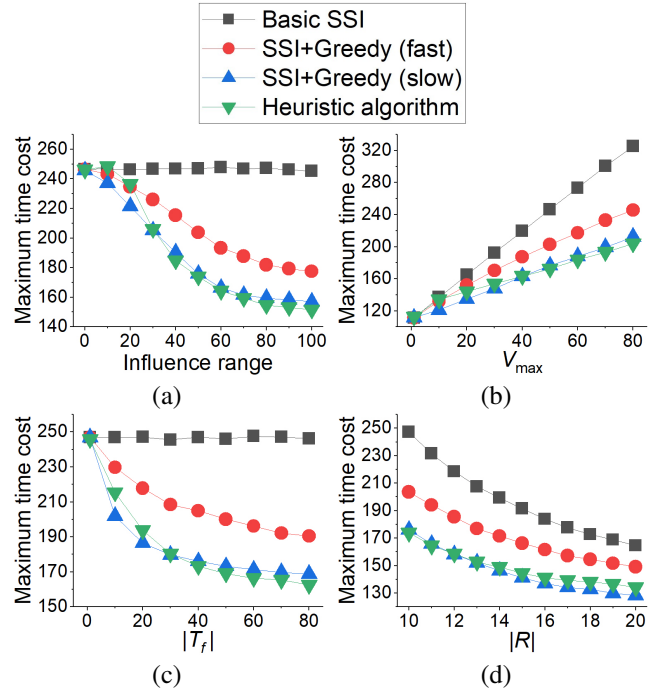 Basic SSI
SSI+Greedy (fast)
SSI+Greedy (slow)
Heuristic algorithm
Maximum time cost
260
240
220
200
180
160
140
0 20 40 60 80 100
Influence range
(a)
Maximum time cost
320
280
240
200
160
120
0 20 40 60 80
V_max
(b)
Maximum time cost
250
230
210
190
170
150
0 20 40 60 80
|T_f|
(c)
Maximum time cost
250
230
210
190
170
150
130
10 12 14 16 18 20
|R|
(d)